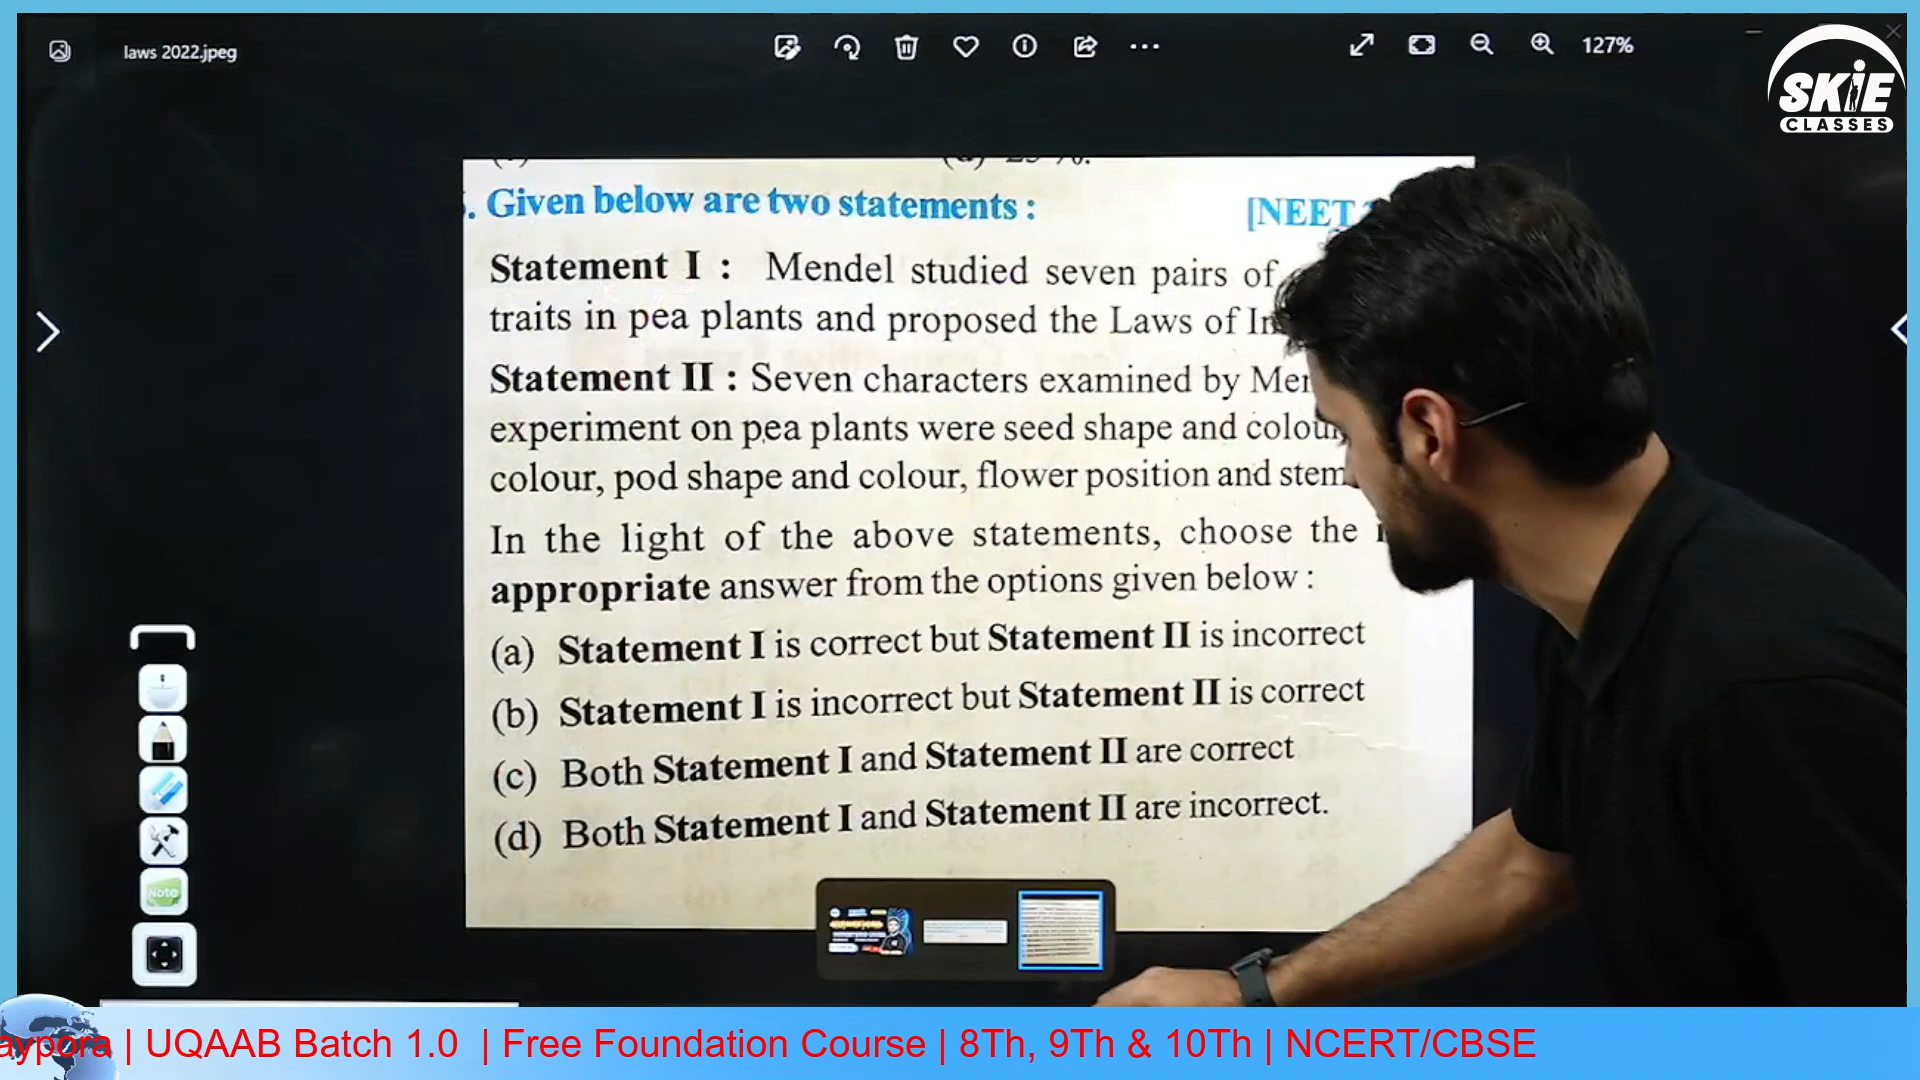 laws 2022.jpeg
127%
SKIE
CLASSES
. Given below are two statements :
[NEET
Statement I : Mendel studied seven pairs of
traits in pea plants and proposed the Laws of
Statement II : Seven characters examined by
experiment on pea plants were seed shape and
colour, pod shape and colour, flower position and stem
In the light of the above statements, choose the
appropriate answer from the options given below :
(a) Statement I is correct but Statement II is incorrect
(b) Statement I is incorrect but Statement II is correct
(c) Both Statement I and Statement II are correct
(d) Both Statement I and Statement II are incorrect.
Note
aypora | UQAAB Batch 1.0 | Free Foundation Course | 8Th, 9Th & 10Th | NCERT/CBSE